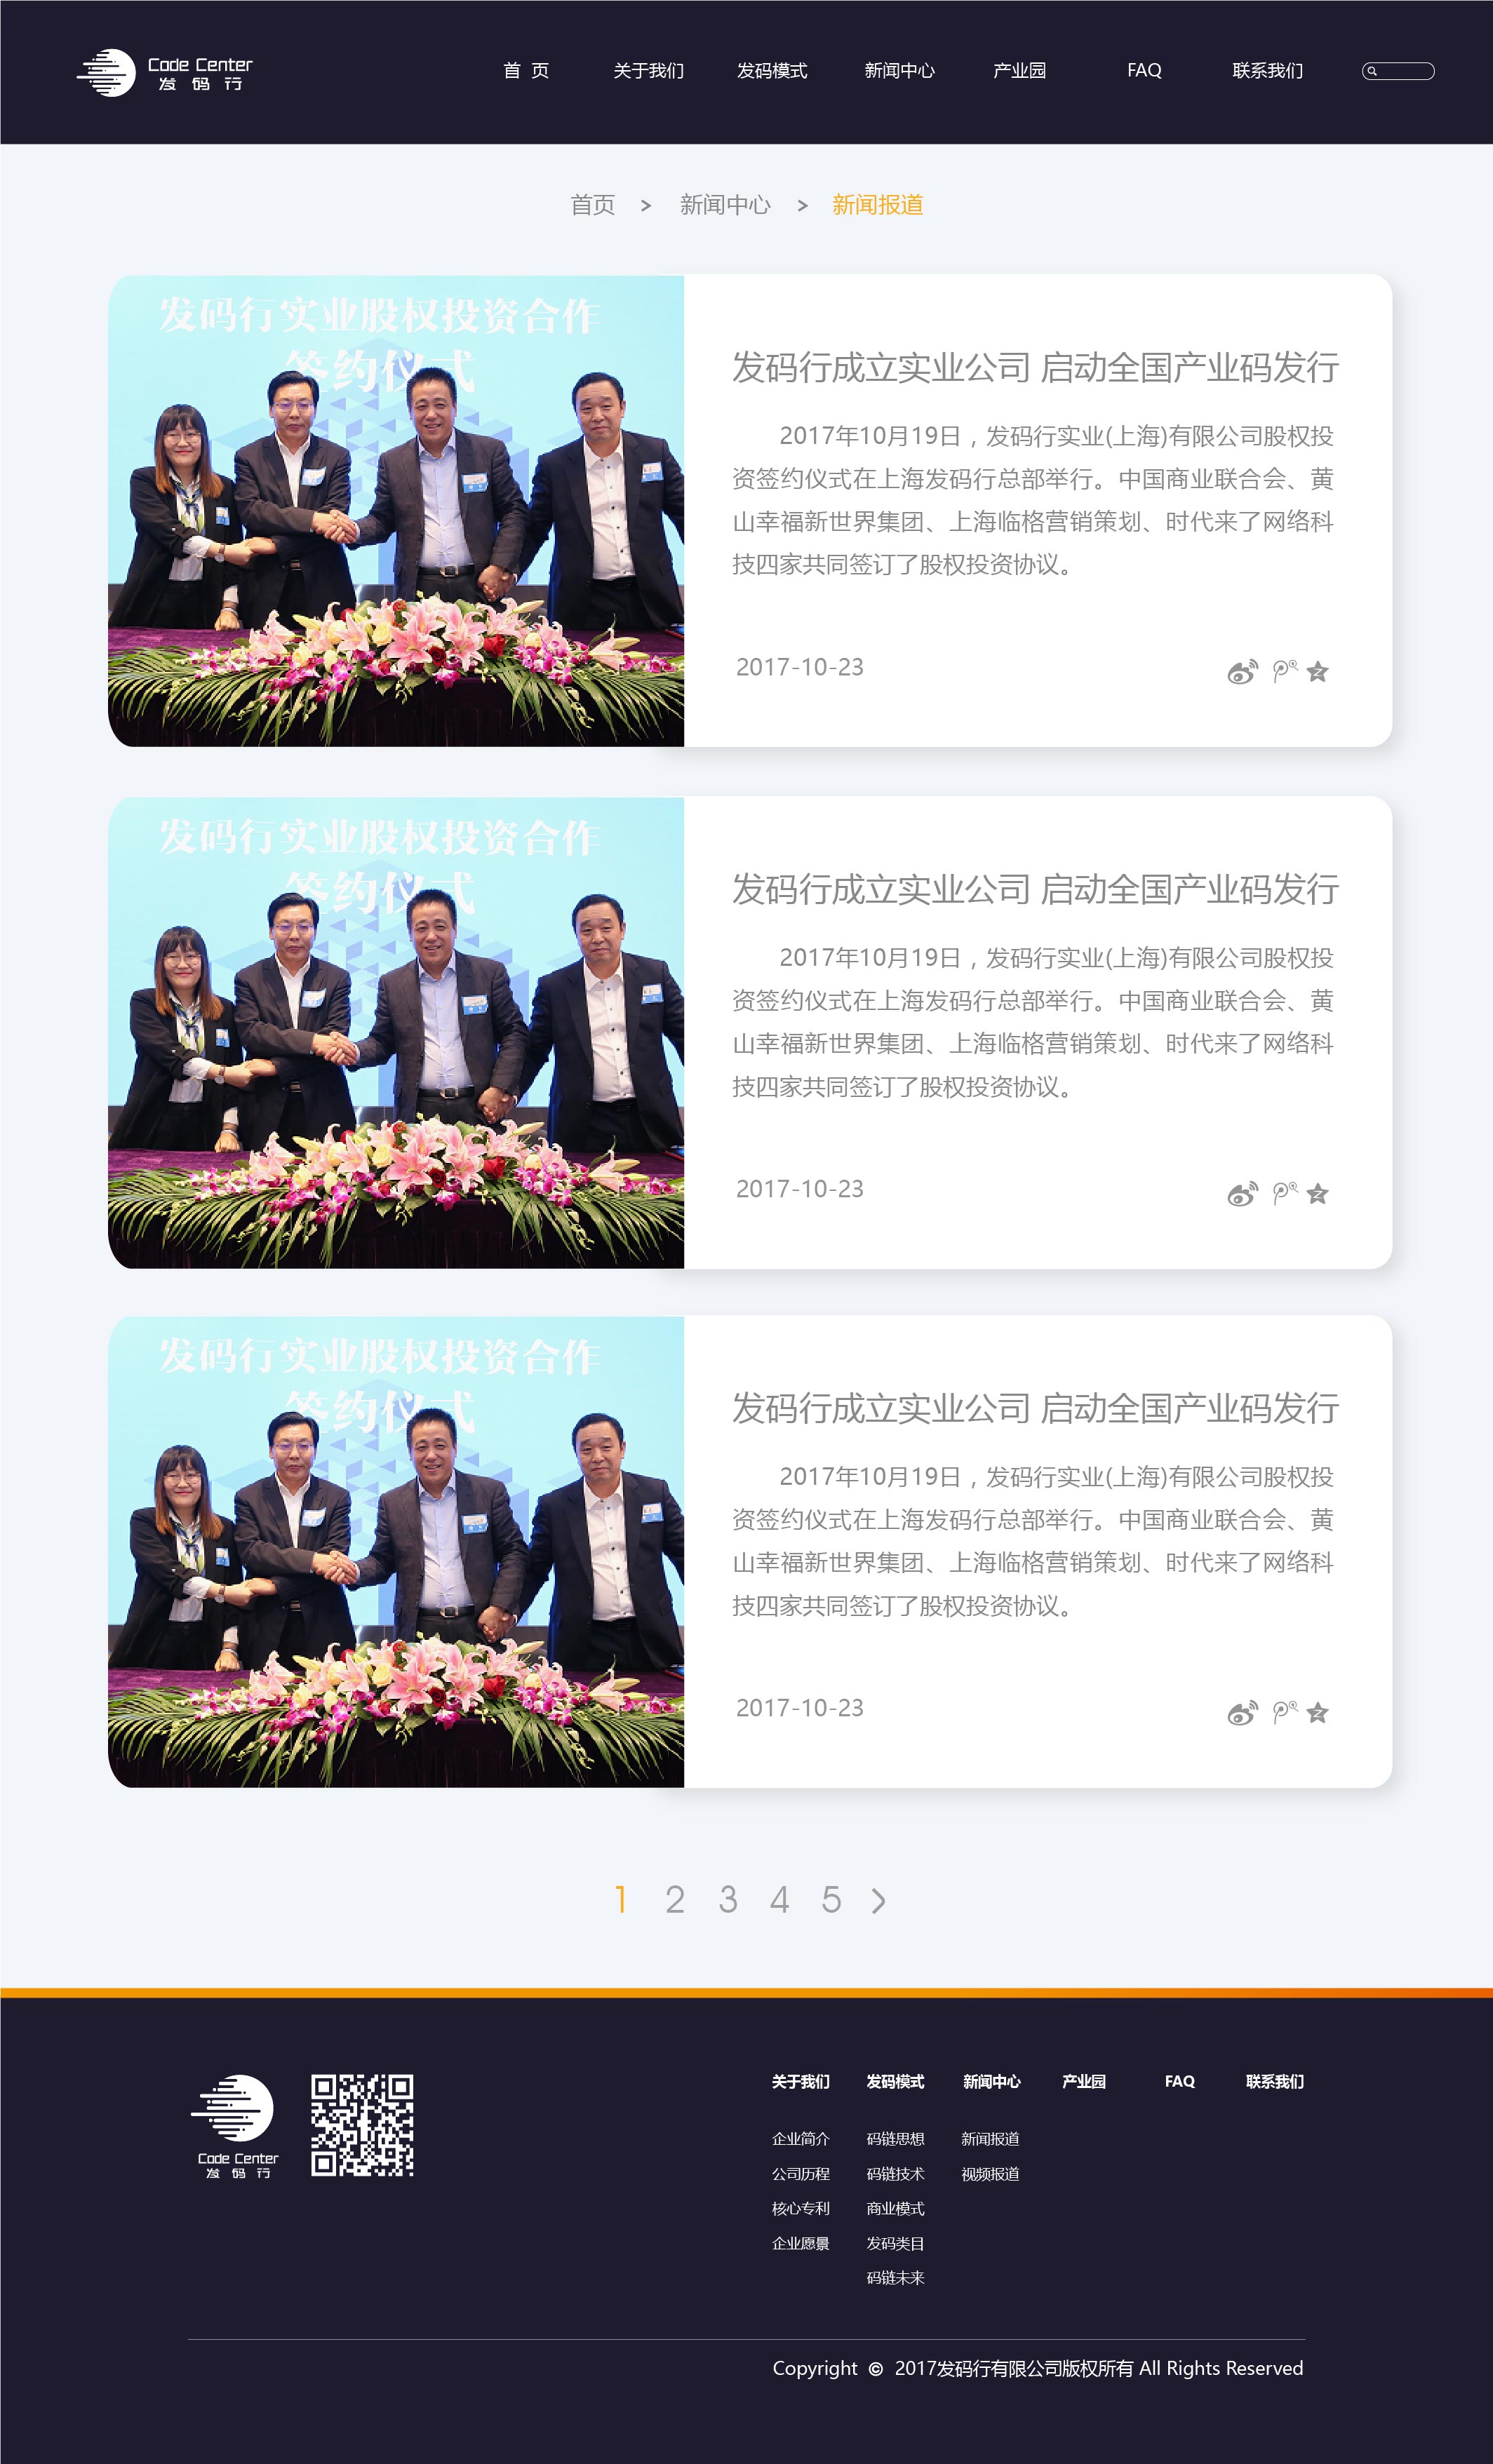 Code Center
发 码 行
首 页 关于我们 发码模式 新闻中心 产业园 FAQ 联系我们
首页 > 新闻中心 > 新闻报道
发码行实业股权投资合作
签约仪式
发码行成立实业公司 启动全国产业码发行
2017年10月19日，发码行实业(上海)有限公司股权投
资签约仪式在上海发码行总部举行。中国商业联合会、黄
山幸福新世界集团、上海临格营销策划、时代来了网络科
技四家共同签订了股权投资协议。
2017-10-23
发码行实业股权投资合作
签约仪式
发码行成立实业公司 启动全国产业码发行
2017年10月19日，发码行实业(上海)有限公司股权投
资签约仪式在上海发码行总部举行。中国商业联合会、黄
山幸福新世界集团、上海临格营销策划、时代来了网络科
技四家共同签订了股权投资协议。
2017-10-23
发码行实业股权投资合作
签约仪式
发码行成立实业公司 启动全国产业码发行
2017年10月19日，发码行实业(上海)有限公司股权投
资签约仪式在上海发码行总部举行。中国商业联合会、黄
山幸福新世界集团、上海临格营销策划、时代来了网络科
技四家共同签订了股权投资协议。
2017-10-23
1 2 3 4 5 >
Code Center
发 码 行
关于我们 发码模式 新闻中心 产业园 FAQ 联系我们
企业简介 码链思想 新闻报道
公司历程 码链技术 视频报道
核心专利 商业模式
企业愿景 发码类目
码链未来
Copyright © 2017发码行有限公司版权所有 All Rights Reserved